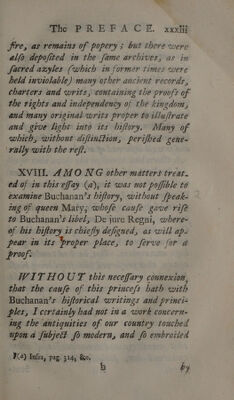 The PREFACE. xxxiii
fire, as remains of popery; but there were
alſo depoſited in the ſame archives, as in
ſacred azyles (which in former times were
held inviolable) many other ancient records,
charters and writs, containing the proofs of
the rights and independency of the kingdom,
and many original writs proper to illuſtrate
and give light into its hiſtory. Many of
which, without diſtinction, periſhed gene-
rally with the reſt.
XVIII. AMONG other matters treat-
ed of in this eſſay (a), it was not poſſible to
examine Buchanan's hiſtory, without ſpeak-
ing of queen Mary, whoſe cauſe gave riſe
to Buchanan's libel, De jure Regni, where-
of his hiſtory is chiefly deſigned, as will ap-
pear in its proper place, to ſerve for a
proof.
WITHOUT this neceſſary connexion,
that the cauſe of this princeſs hath with
Buchanan's hiſtorical writings and princi-
ples, I certainly had not in a work concern-
ing the antiquities of our country touched
upon a ſubject ſo modern, and ſo embroiled
(a) Infra, pag. 314, &c.
b by